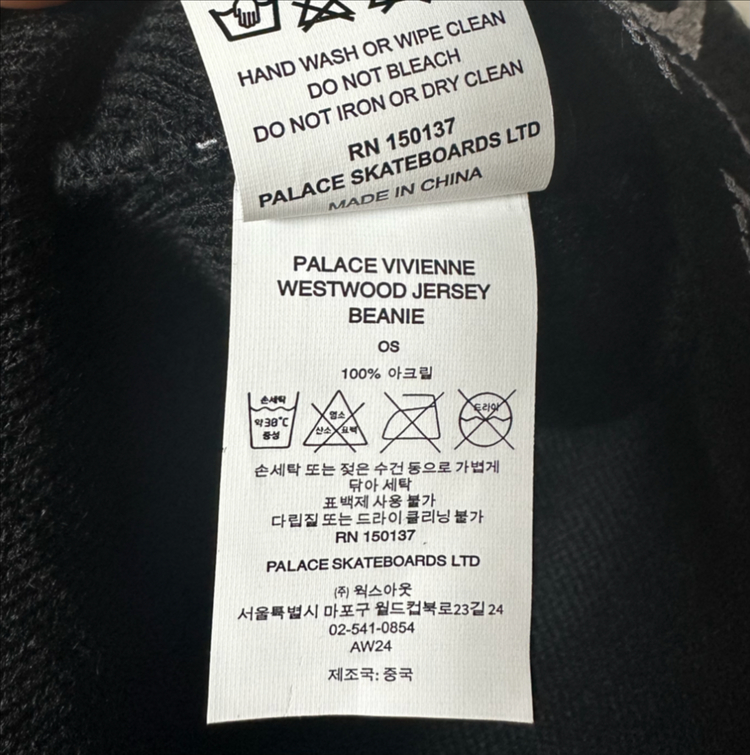 HAND WASH OR WIPE CLEAN
DO NOT BLEACH
DO NOT IRON OR DRY CLEAN
RN 150137
PALACE SKATEBOARDS LTD
MADE IN CHINA
PALACE VIVIENNE
WESTWOOD JERSEY
BEANIE
OS
100% 아크릴
손세탁
약30°C
중성
염소
산소 표백
드라이
손세탁 또는 젖은 수건 등으로 가볍게
닦아 세탁
표백제 사용 불가
다림질 또는 드라이 클리닝 불가
RN 150137
PALACE SKATEBOARDS LTD
(주) 웍스아웃
서울특별시 마포구 월드컵북로23길 24
02-541-0854
AW24
제조국: 중국